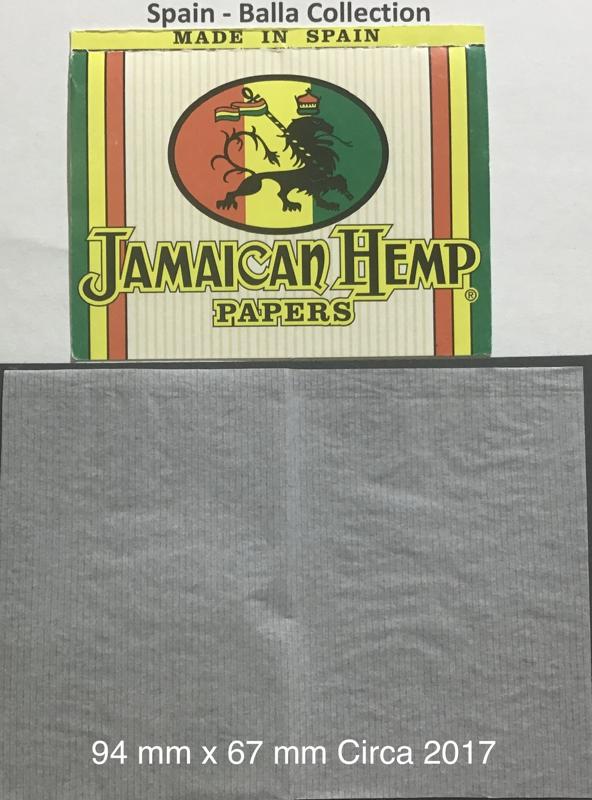 Spain - Balla Collection
MADE IN SPAIN
JAMAICAN HEMP ®
PAPERS
94 mm x 67 mm Circa 2017